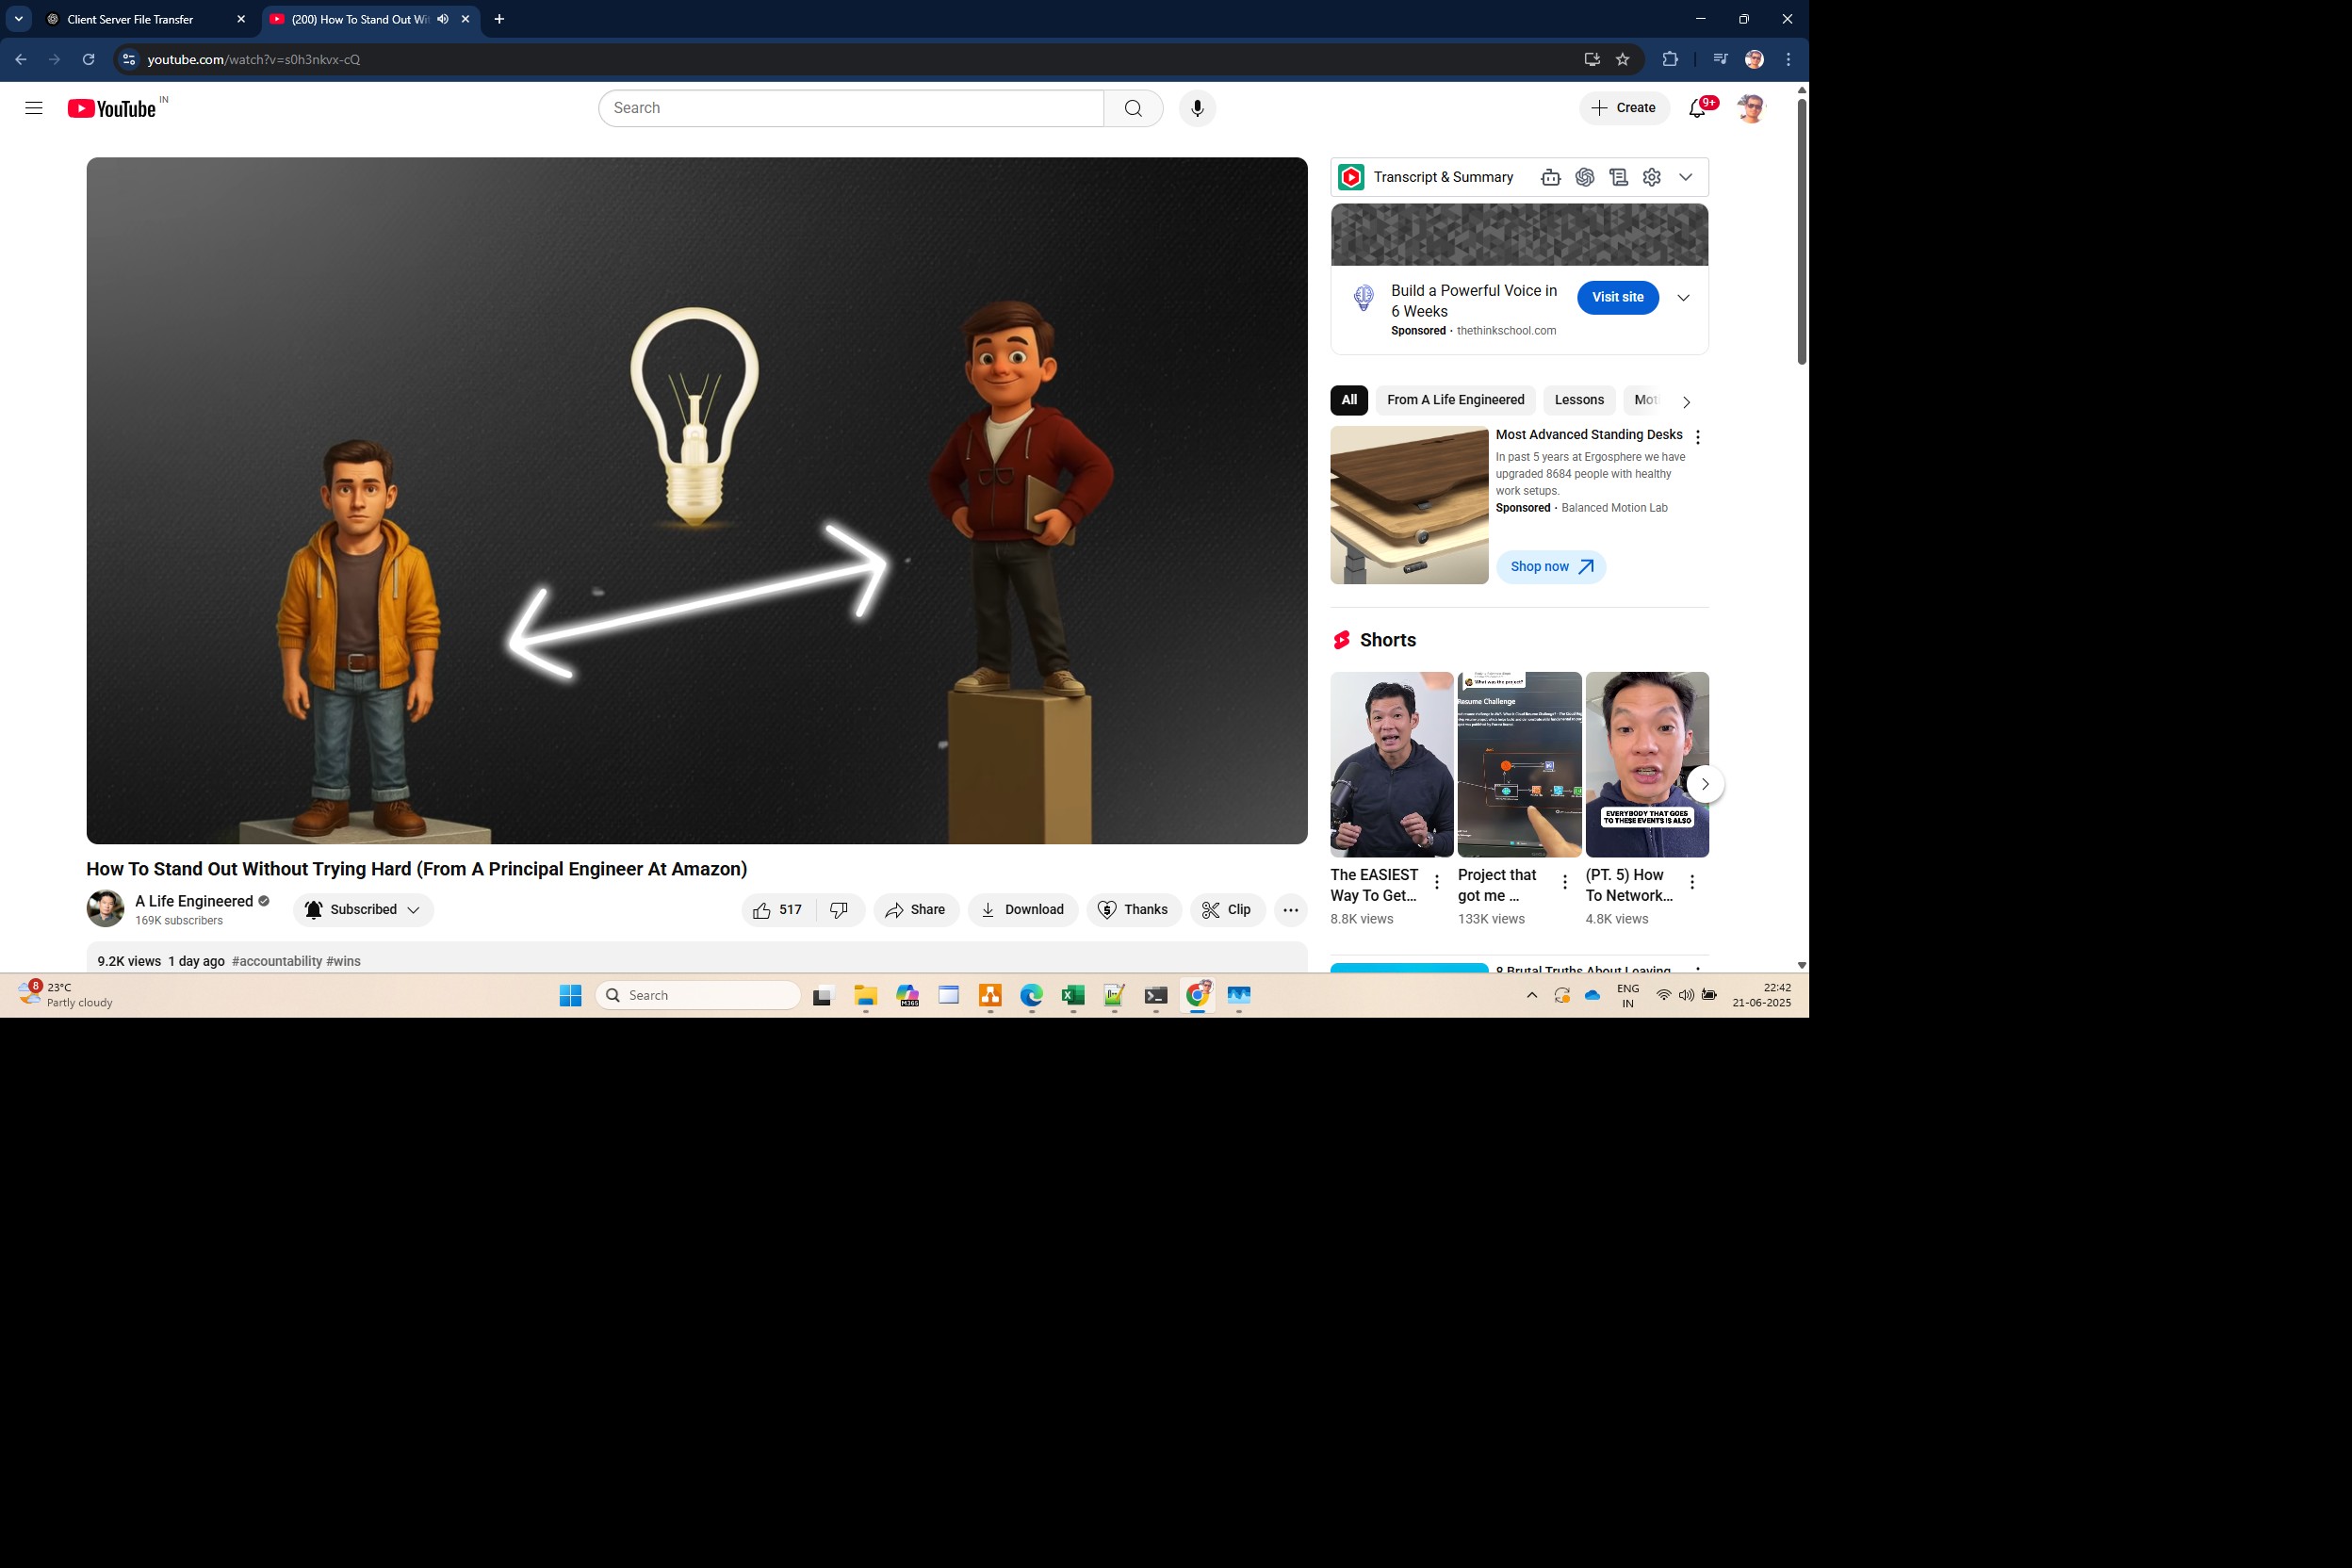 Client Server File Transfer
(200) How To Stand Out Wi
youtube.com/watch?v=s0h3nkvx-cQ
YouTube IN
Search
Create
9+
Transcript & Summary
Build a Powerful Voice in
6 Weeks
Sponsored · thethinkschool.com
Visit site
All
From A Life Engineered
Lessons
Most Advanced Standing Desks
In past 5 years at Ergosphere we have
upgraded 8684 people with healthy
work setups.
Sponsored · Balanced Motion Lab
Shop now
Shorts
What was the project?
Resume Challenge
EVERYBODY THAT GOES
TO THESE EVENTS IS ALSO
The EASIEST
Way To Get...
8.8K views
Project that
got me ...
133K views
(PT. 5) How
To Network...
4.8K views
8 Brutal Truths About Leaving
How To Stand Out Without Trying Hard (From A Principal Engineer At Amazon)
A Life Engineered
169K subscribers
Subscribed
517
Share
Download
Thanks
Clip
9.2K views 1 day ago #accountability #wins
8
23°C
Partly cloudy
Search
M365
ENG
IN
22:42
21-06-2025